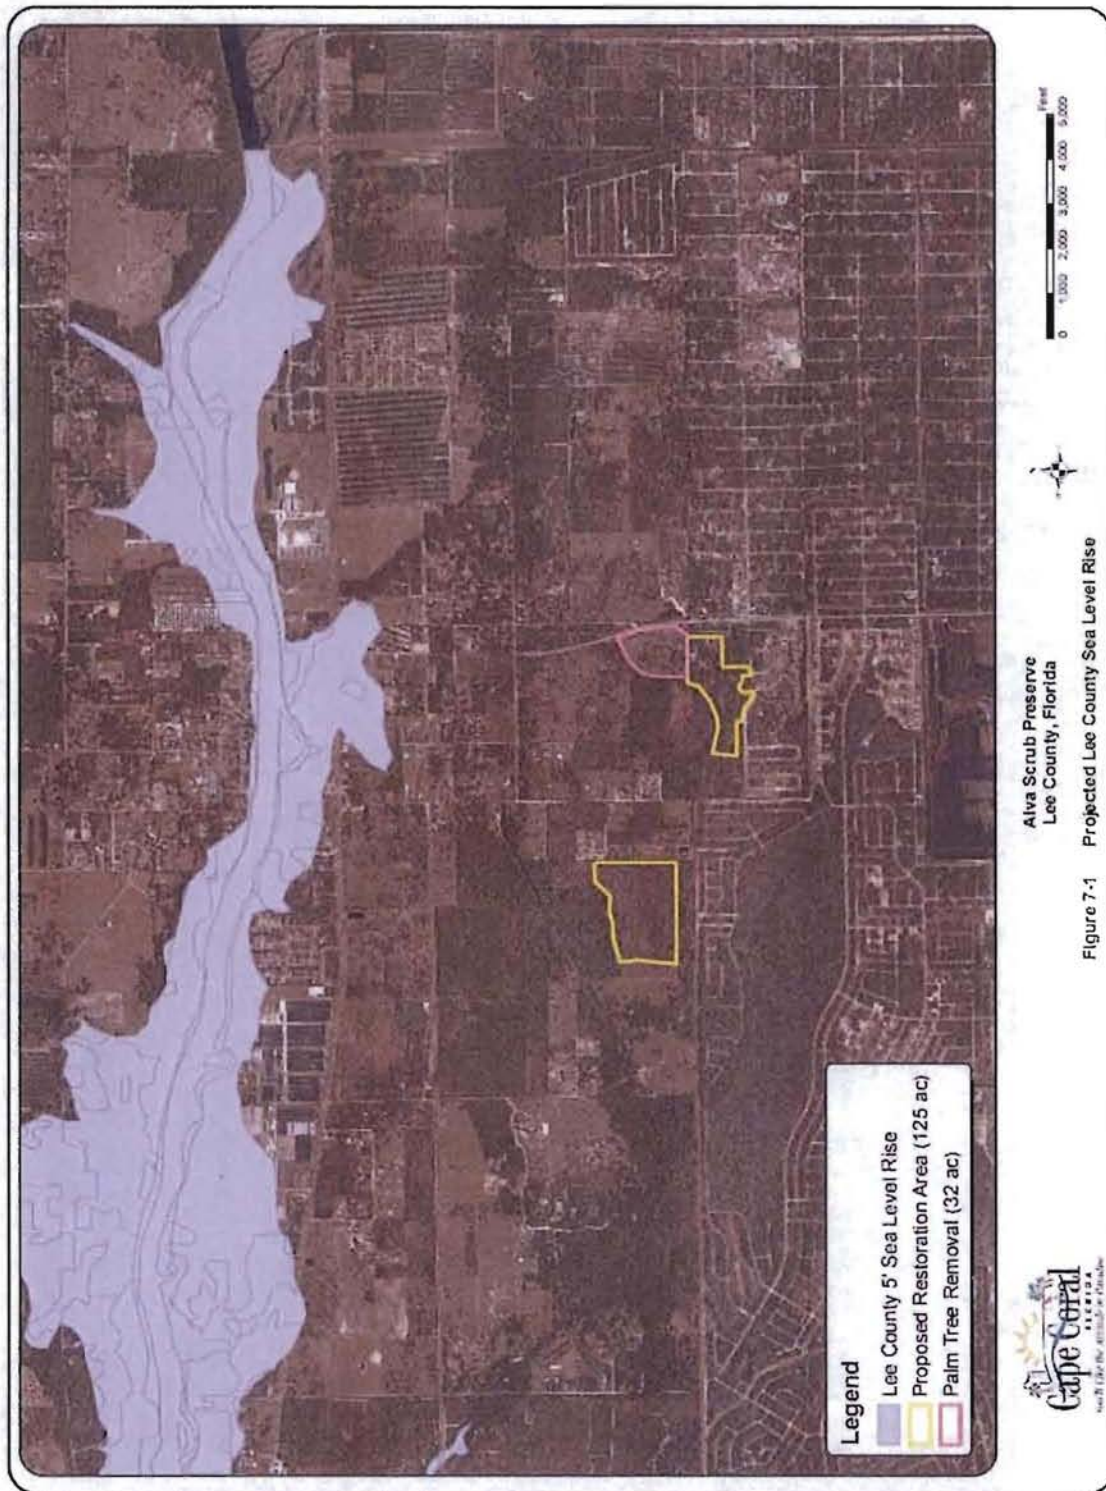 Legend
Lee County 5' Sea Level Rise
Proposed Restoration Area (125 ac)
Palm Tree Removal (32 ac)
Cape Coral
FLORIDA
Alva Scrub Preserve
Lee County, Florida
Figure 7-1 Projected Lee County Sea Level Rise
Feet
0 1,000 2,000 3,000 4,000 5,000